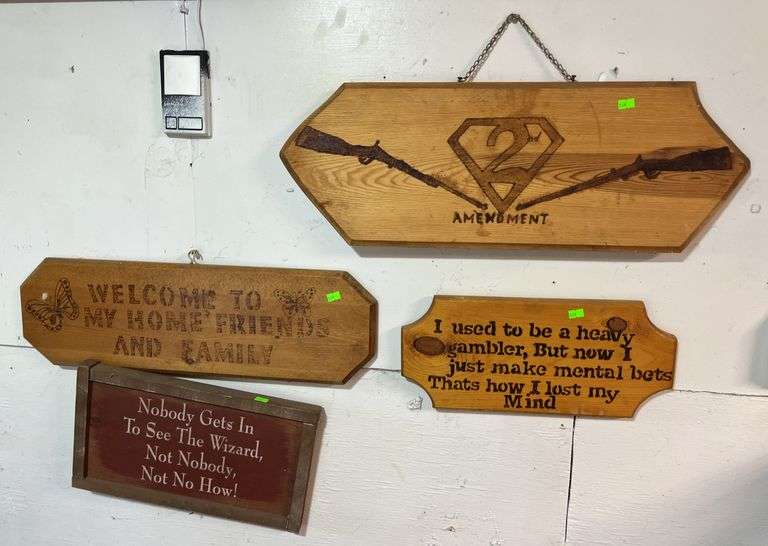 2ND
AMENDMENT
WELCOME TO
MY HOME FRIENDS
AND FAMILY
I used to be a heavy
gambler, But now I
just make mental bets
Thats how I lost my
Mind
Nobody Gets In
To See The Wizard,
Not Nobody,
Not No How!